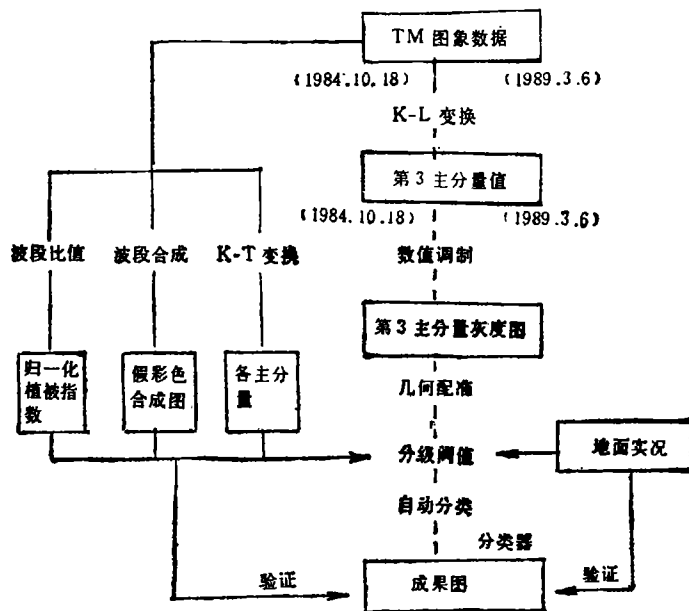 TM 图象数据
(1984.10.18) (1989.3.6)
K-L 变换
第3主分量值
(1984.10.18) (1989.3.6)
波段比值 波段合成 K-T 变换 数值调制
第3主分量灰度图
归一化
植被指
数
假彩色
合成图
各主分
量
几何配准
分级阈值
地面实况
自动分类
分类器
验证 成果图 验证